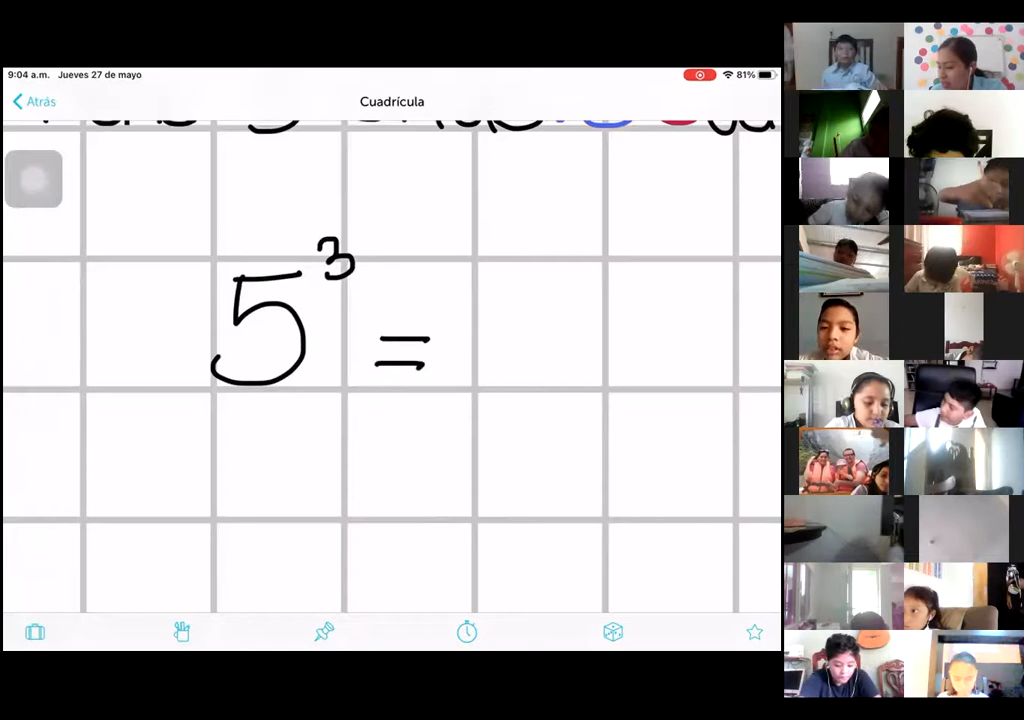 9:04 a.m. Jueves 27 de mayo 81%
Atrás Cuadrícula
5³ =